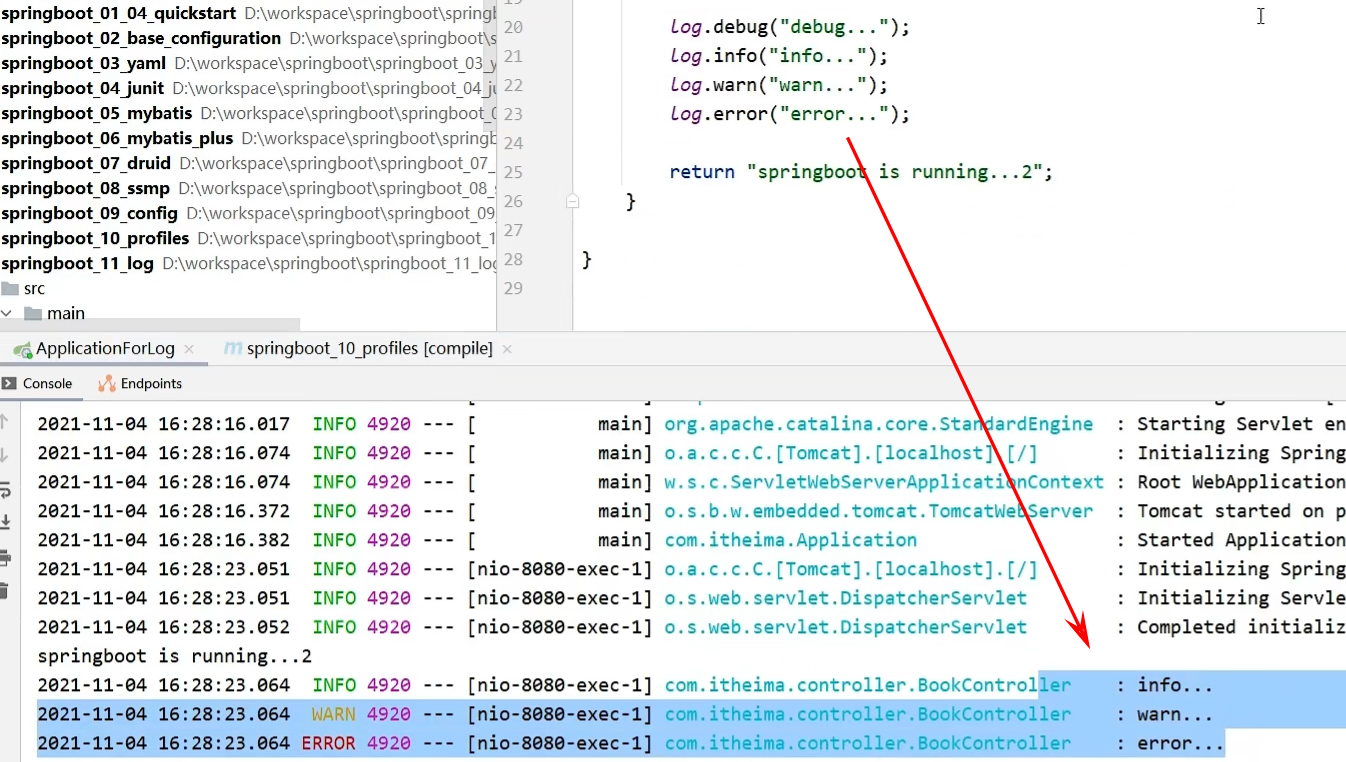 springboot_01_04_quickstart D:\workspace\springboot\springb
springboot_02_base_configuration D:\workspace\springboot\s
springboot_03_yaml D:\workspace\springboot\springboot_03_y
springboot_04_junit D:\workspace\springboot\springboot_04_ju
springboot_05_mybatis D:\workspace\springboot\springboot_0
springboot_06_mybatis_plus D:\workspace\springboot\springb
springboot_07_druid D:\workspace\springboot\springboot_07_
springboot_08_ssmp D:\workspace\springboot\springboot_08_
springboot_09_config D:\workspace\springboot\springboot_09
springboot_10_profiles D:\workspace\springboot\springboot_1
springboot_11_log D:\workspace\springboot\springboot_11_log
src
main
19
20 log.debug("debug...");
21 log.info("info...");
22 log.warn("warn...");
23 log.error("error...");
24
25 return "springboot is running...2";
26 }
27
28 }
29
ApplicationForLog springboot_10_profiles [compile]
Console Endpoints
2021-11-04 16:28:16.017 INFO 4920 --- [ main] org.apache.catalina.core.StandardEngine : Starting Servlet en
2021-11-04 16:28:16.074 INFO 4920 --- [ main] o.a.c.c.C.[Tomcat].[localhost].[/] : Initializing Spring
2021-11-04 16:28:16.074 INFO 4920 --- [ main] w.s.c.ServletWebServerApplicationContext : Root WebApplication
2021-11-04 16:28:16.372 INFO 4920 --- [ main] o.s.b.w.embedded.tomcat.TomcatWebServer : Tomcat started on p
2021-11-04 16:28:16.382 INFO 4920 --- [ main] com.itheima.Application : Started Application
2021-11-04 16:28:23.051 INFO 4920 --- [nio-8080-exec-1] o.a.c.c.C.[Tomcat].[localhost].[/] : Initializing Spring
2021-11-04 16:28:23.051 INFO 4920 --- [nio-8080-exec-1] o.s.web.servlet.DispatcherServlet : Initializing Servle
2021-11-04 16:28:23.052 INFO 4920 --- [nio-8080-exec-1] o.s.web.servlet.DispatcherServlet : Completed initializ
springboot is running...2
2021-11-04 16:28:23.064 INFO 4920 --- [nio-8080-exec-1] com.itheima.controller.BookController : info...
2021-11-04 16:28:23.064 WARN 4920 --- [nio-8080-exec-1] com.itheima.controller.BookController : warn...
2021-11-04 16:28:23.064 ERROR 4920 --- [nio-8080-exec-1] com.itheima.controller.BookController : error...